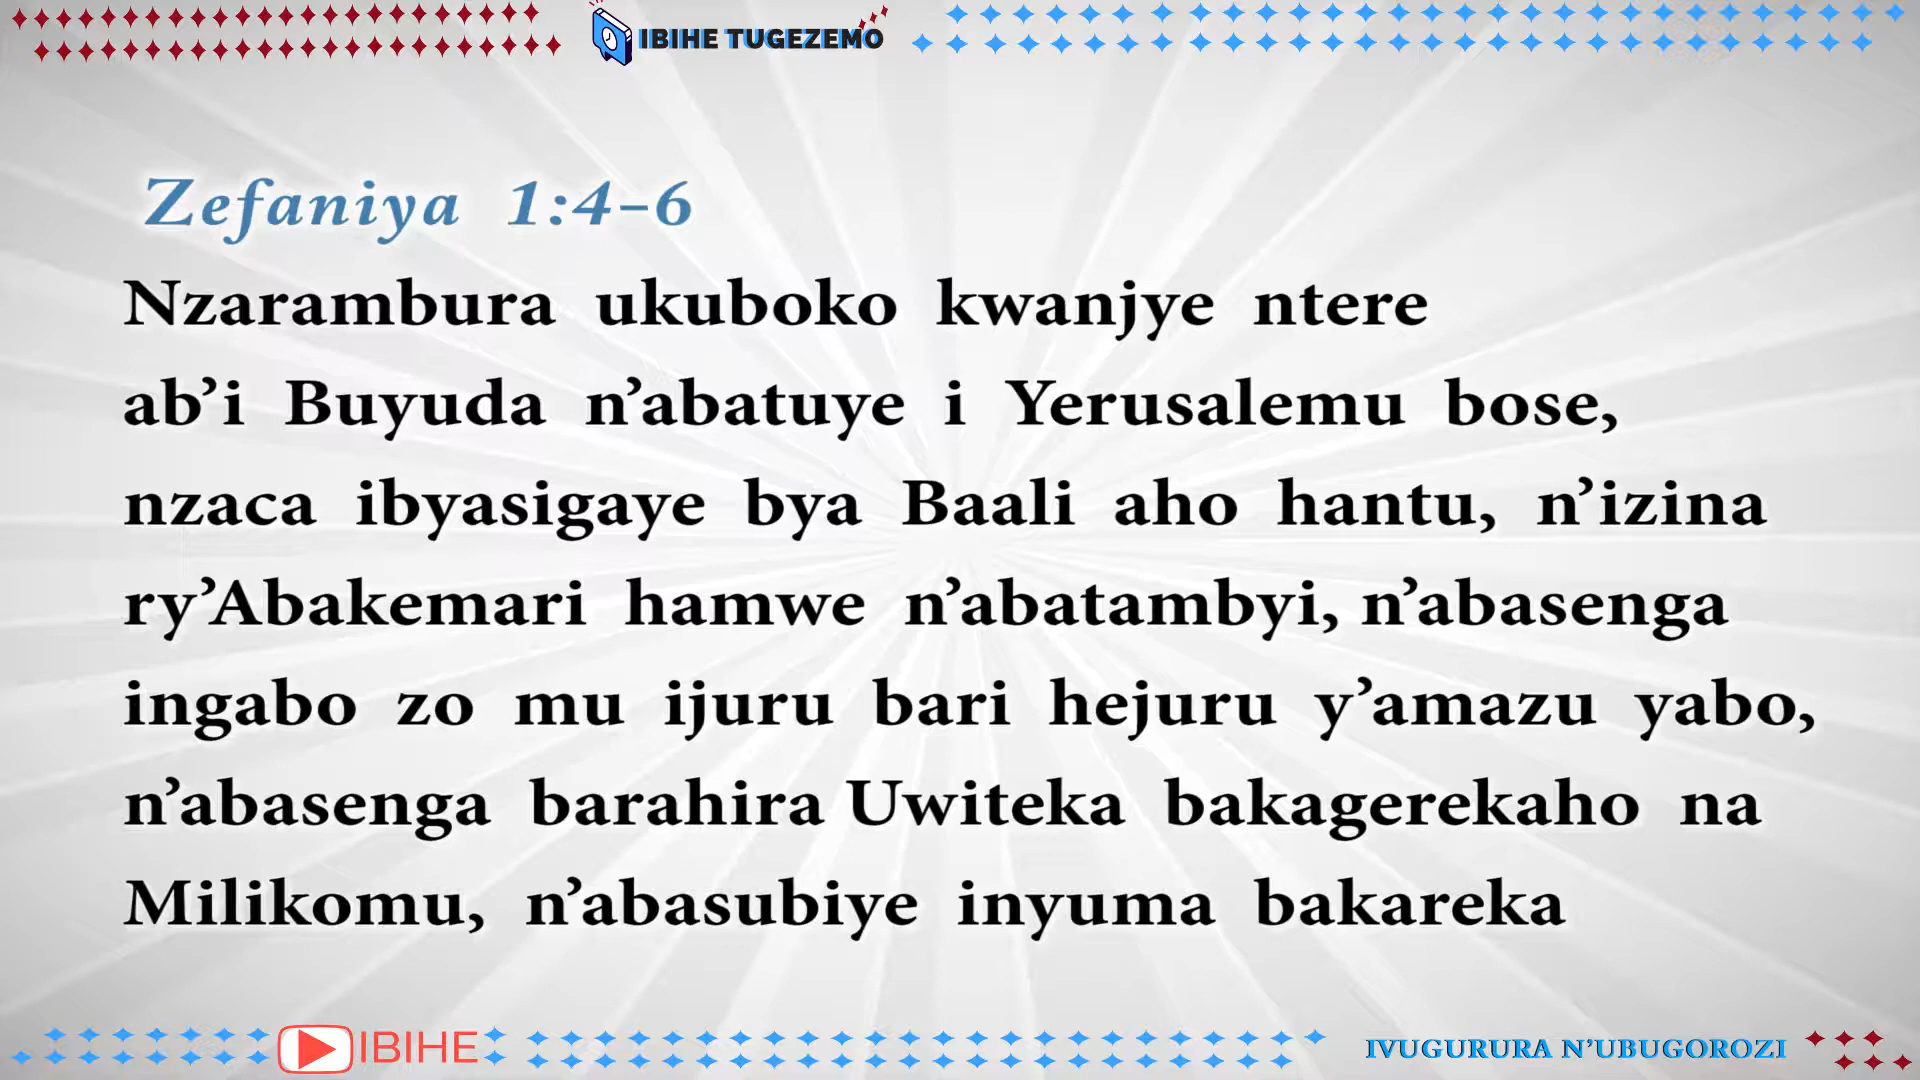 IBIHE TUGEZEMO
Zefaniya 1:4-6
Nzarambura ukuboko kwanjye ntere
ab’i Buyuda n’abatuye i Yerusalemu bose,
nzaca ibyasigaye bya Baali aho hantu, n’izina
ry’Abakemari hamwe n’abatambyi, n’abasenga
ingabo zo mu ijuru bari hejuru y’amazu yabo,
n’abasenga barahira Uwiteka bakagerekaho na
Milikomu, n’abasubiye inyuma bakareka
IBIHE
IVUGURURA N’UBUGOROZI